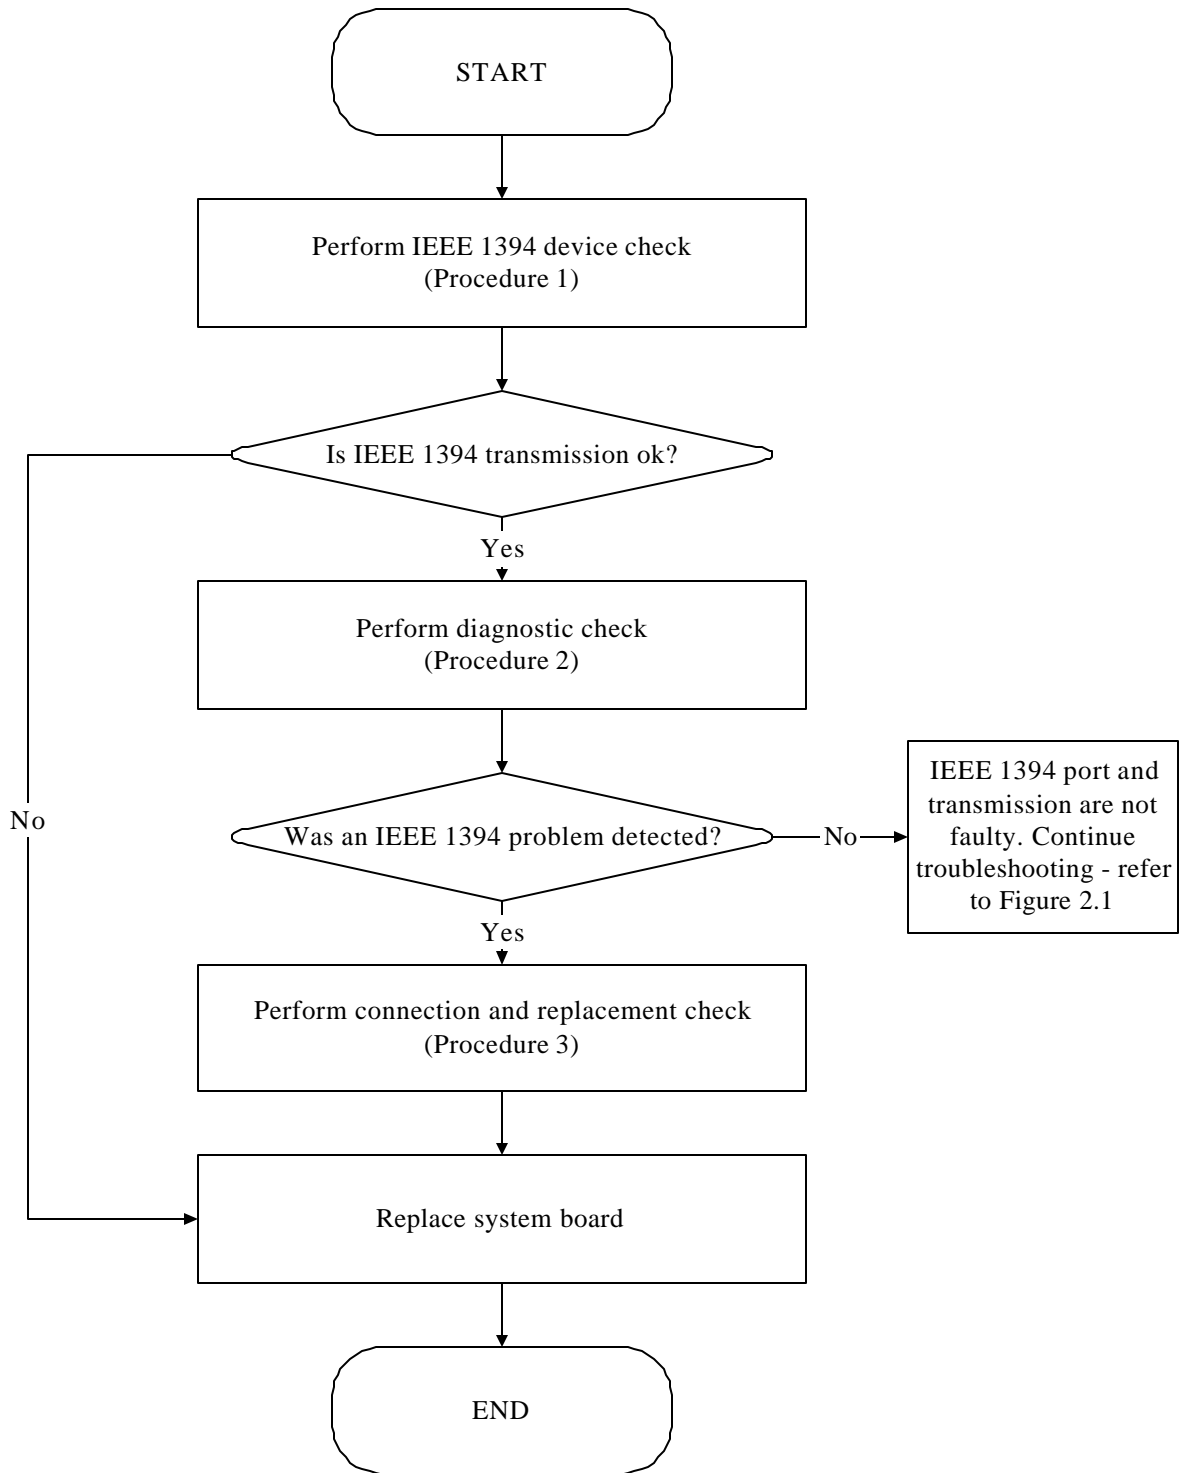 START
Perform IEEE 1394 device check
(Procedure 1)
Is IEEE 1394 transmission ok?
Yes
Perform diagnostic check
(Procedure 2)
No
Was an IEEE 1394 problem detected?
No
IEEE 1394 port and
transmission are not
faulty. Continue
troubleshooting - refer
to Figure 2.1
Yes
Perform connection and replacement check
(Procedure 3)
Replace system board
END